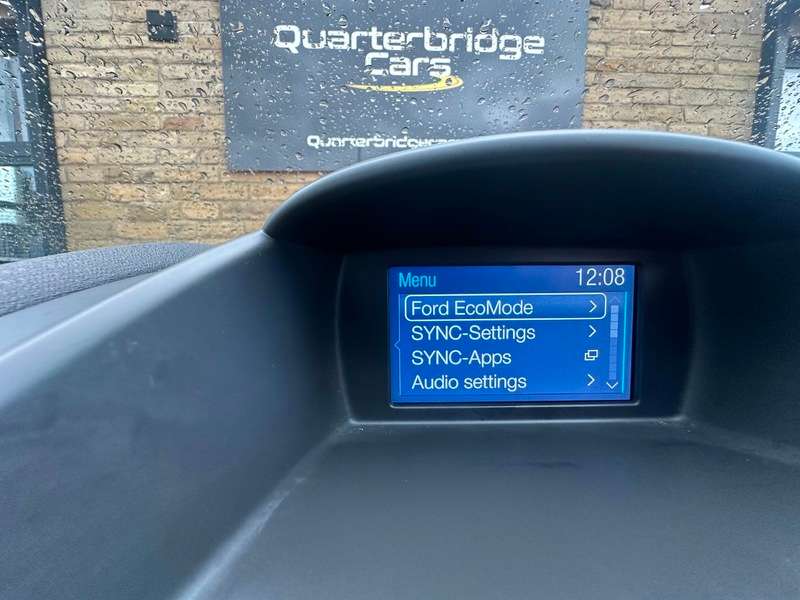 Quarterbridge
Cars
Menu 12:08
Ford EcoMode
SYNC-Settings
SYNC-Apps
Audio settings